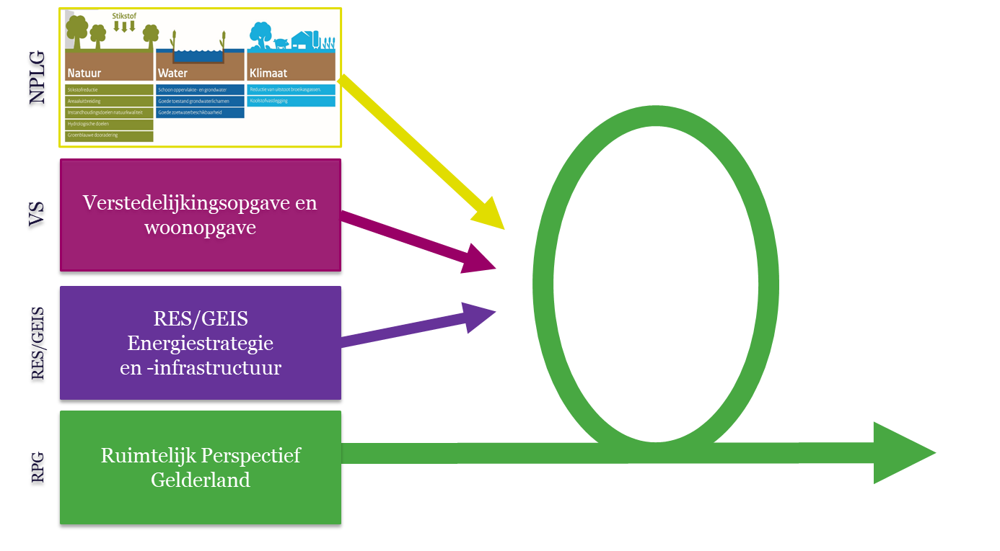 NPLG
Stikstof
Natuur
Water
Klimaat
Stikstofreductie
Areaaluitbreiding
Instandhoudingsdoelen natuurkwaliteit
Hydrologische doelen
Groenblauwe dooradering
Schoon oppervlakte- en grondwater
Goede toestand grondwaterlichamen
Goede zoetwaterbeschikbaarheid
Reductie van uitstoot broeikasgassen.
Koolstofvastlegging
VS
Verstedelijkingsopgave en
woonopgave
RES/GEIS
RES/GEIS
Energiestrategie
en -infrastructuur
RPG
Ruimtelijk Perspectief
Gelderland